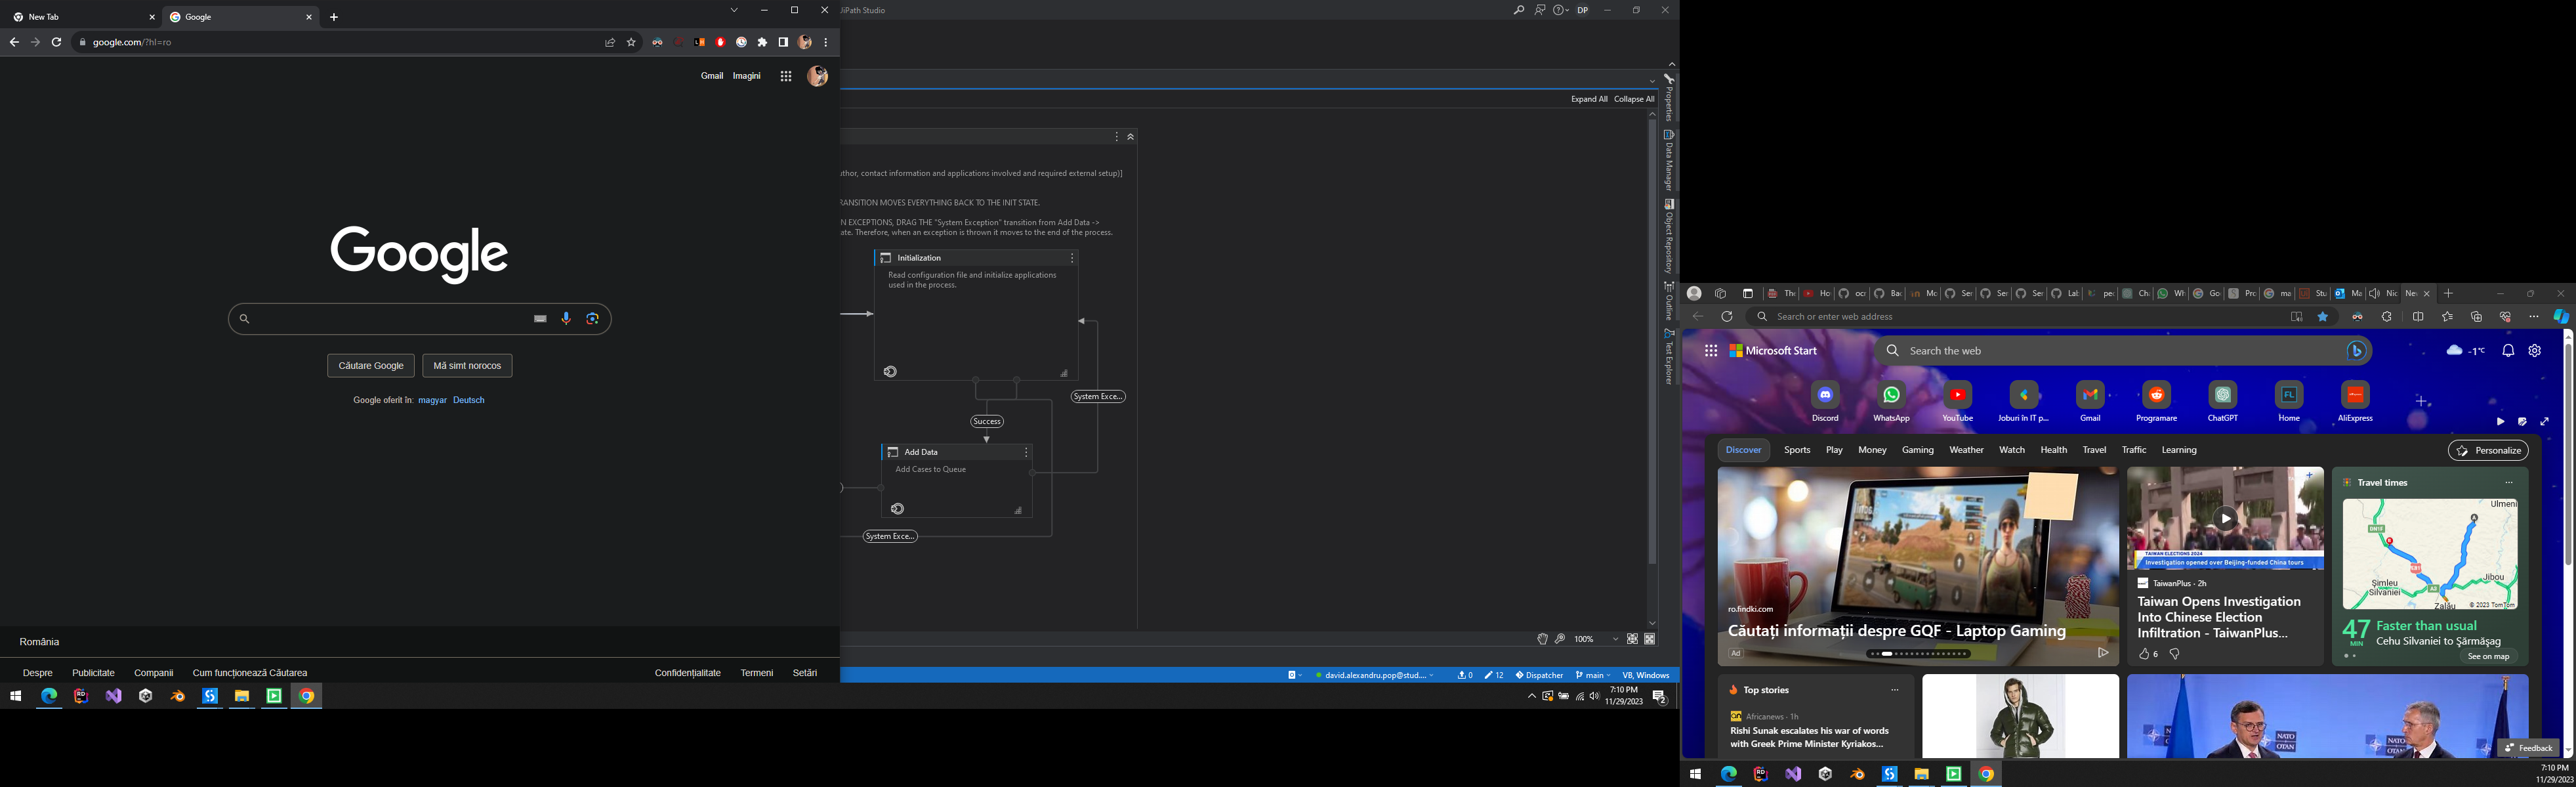 New Tab
Google
google.com/?hl=ro
Gmail Imagini
Google
Căutare Google
Mă simt norocos
Google oferit în: magyar Deutsch
România
Despre Publicitate Companii Cum funcționează Căutarea
Confidențialitate Termeni Setări
UiPath Studio
DP
Expand All Collapse All
uthor, contact information and applications involved and required external setup)]
RANSITION MOVES EVERYTHING BACK TO THE INIT STATE.
N EXCEPTIONS, DRAG THE "System Exception" transition from Add Data ->
ate. Therefore, when an exception is thrown it moves to the end of the process.
Initialization
Read configuration file and initialize applications
used in the process.
System Exce...
Success
Add Data
Add Cases to Queue
System Exce...
Properties
Data Manager
Object Repository
Outline
Test Explorer
100%
david.alexandru.pop@stud....
0
12
Dispatcher
main
VB, Windows
7:10 PM
11/29/2023
2
Search or enter web address
Microsoft Start
Search the web
-1°C
Discord
WhatsApp
YouTube
Joburi în IT p...
Gmail
Programare
ChatGPT
Home
AliExpress
Discover Sports Play Money Gaming Weather Watch Health Travel Traffic Learning
Personalize
ro.findki.com
Căutați informații despre GQF - Laptop Gaming
Ad
TAIWAN ELECTIONS 2024
Investigation opened over Beijing-funded China tours
TaiwanPlus · 2h
Taiwan Opens Investigation
Into Chinese Election
Infiltration - TaiwanPlus...
6
Travel times
Ulmeni
Șimleu
Silvaniei
Jibou
Zalău
© 2023 TomTom
47
MIN
Faster than usual
Cehu Silvaniei to Șărmășag
See on map
Top stories
Africanews · 1h
Rishi Sunak escalates his war of words
with Greek Prime Minister Kyriakos...
NATO
OTAN
Feedback
7:10 PM
11/29/2023